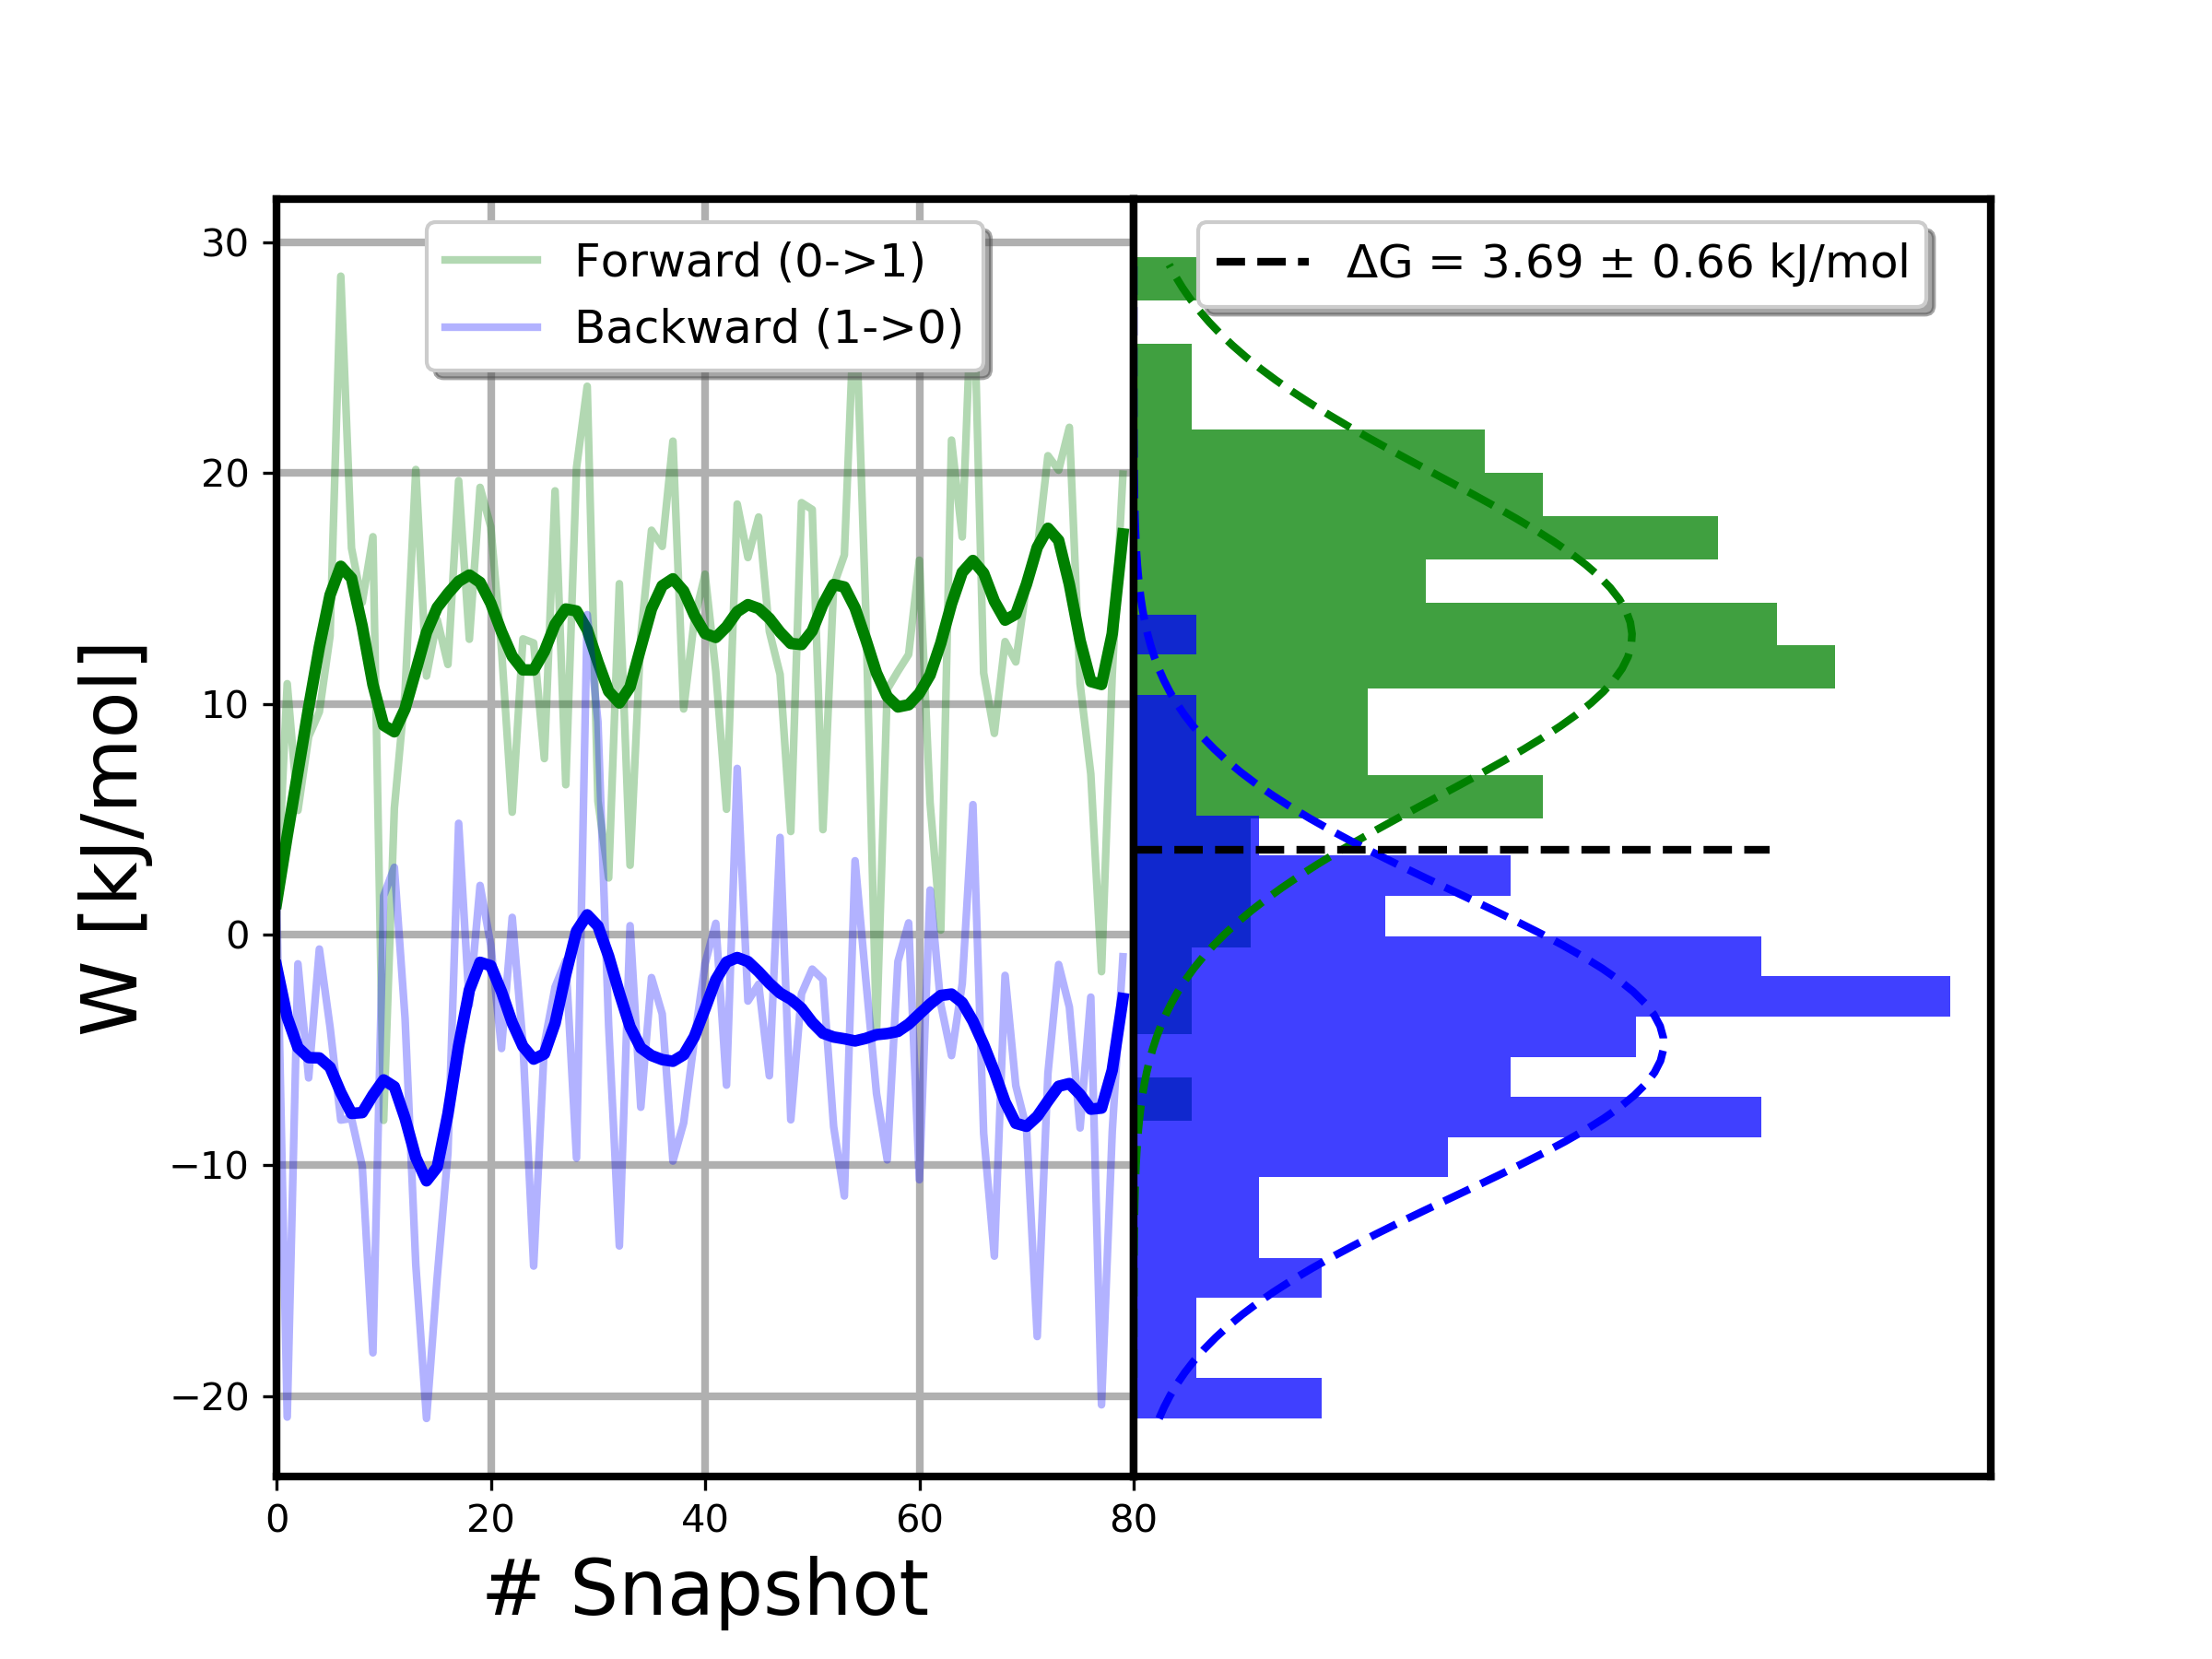 W [kJ/mol]
30
20
10
0
−10
−20
Forward (0->1)
Backward (1->0)
ΔG = 3.69 ± 0.66 kJ/mol
0 20 40 60 80
# Snapshot